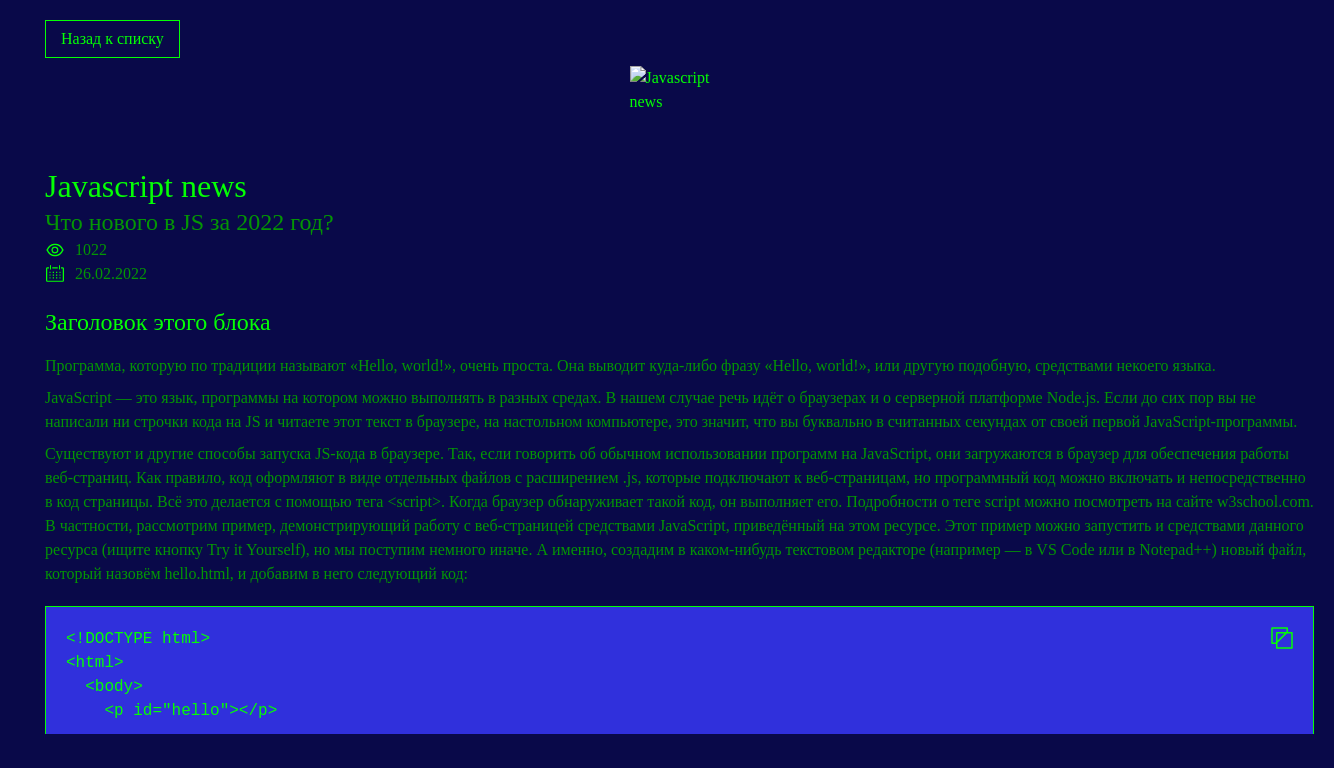 Назад к списку
Javascript
news
Javascript news
Что нового в JS за 2022 год?
1022
26.02.2022
Заголовок этого блока
Программа, которую по традиции называют «Hello, world!», очень проста. Она выводит куда-либо фразу «Hello, world!», или другую подобную, средствами некоего языка.
JavaScript — это язык, программы на котором можно выполнять в разных средах. В нашем случае речь идёт о браузерах и о серверной платформе Node.js. Если до сих пор вы не
написали ни строчки кода на JS и читаете этот текст в браузере, на настольном компьютере, это значит, что вы буквально в считанных секундах от своей первой JavaScript-программы.
Существуют и другие способы запуска JS-кода в браузере. Так, если говорить об обычном использовании программ на JavaScript, они загружаются в браузер для обеспечения работы
веб-страниц. Как правило, код оформляют в виде отдельных файлов с расширением .js, которые подключают к веб-страницам, но программный код можно включать и непосредственно
в код страницы. Всё это делается с помощью тега <script>. Когда браузер обнаруживает такой код, он выполняет его. Подробности о теге script можно посмотреть на сайте w3school.com.
В частности, рассмотрим пример, демонстрирующий работу с веб-страницей средствами JavaScript, приведённый на этом ресурсе. Этот пример можно запустить и средствами данного
ресурса (ищите кнопку Try it Yourself), но мы поступим немного иначе. А именно, создадим в каком-нибудь текстовом редакторе (например — в VS Code или в Notepad++) новый файл,
который назовём hello.html, и добавим в него следующий код:
<!DOCTYPE html>
<html>
  <body>
    <p id="hello"></p>